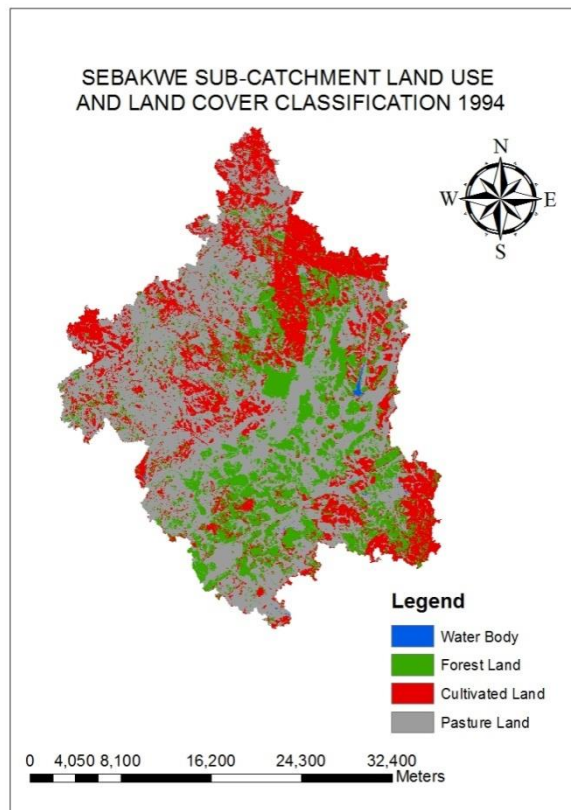 SEBAKWE SUB-CATCHMENT LAND USE
AND LAND COVER CLASSIFICATION 1994
N
W E
S
Legend
Water Body
Forest Land
Cultivated Land
Pasture Land
0 4,050 8,100 16,200 24,300 32,400
Meters